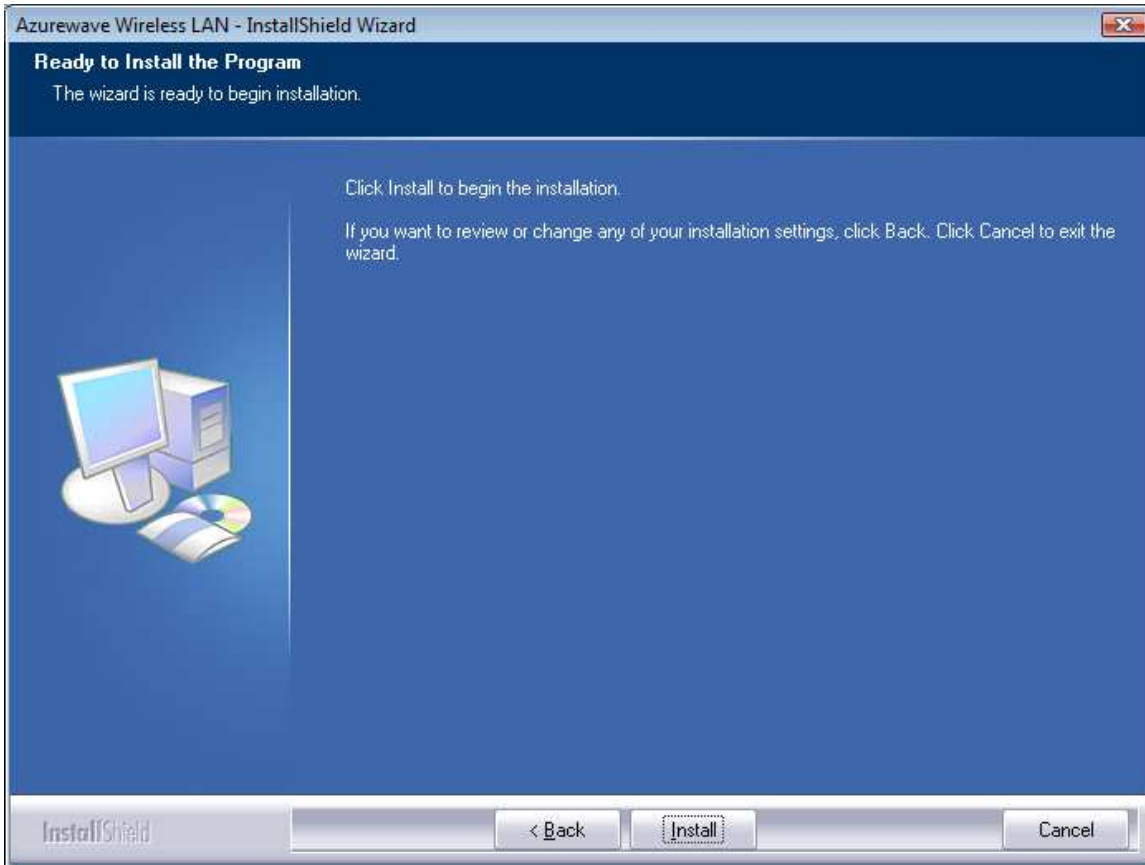 Azurewave Wireless LAN - InstallShield Wizard
Ready to Install the Program
The wizard is ready to begin installation.
Click Install to begin the installation.
If you want to review or change any of your installation settings, click Back. Click Cancel to exit the
wizard.
InstallShield
< Back
Install
Cancel